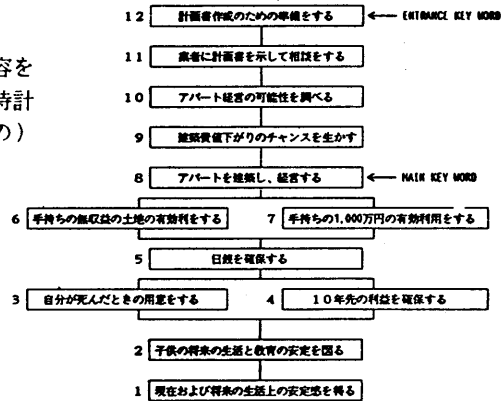 12 計画書作成のための準備をする ← ENTRANCE KEY WORD
11 業者に計画書を示して相談をする
10 アパート経営の可能性を調べる
9 建築費値下がりのチャンスを生かす
8 アパートを建築し、経営する ← MAIN KEY WORD
6 手持ちの無収益の土地の有効利をする 7 手持ちの1,000万円の有効利用をする
5 日銭を確保する
3 自分が死んだときの用意をする 4 10年先の利益を確保する
2 子供の将来の生活と教育の安定を図る
1 現在および将来の生活上の安定感を得る
容を
時計
の)